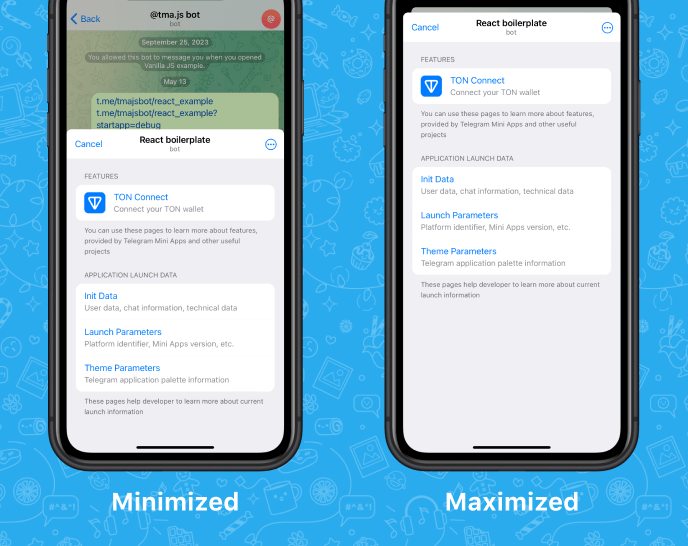 Back
@tma.js bot
bot
@
September 25, 2023
You allowed this bot to message you when you opened
Vanilla JS example.
May 13
t.me/tmajsbot/react_example
t.me/tmajsbot/react_example?
startapp=debug
Cancel
React boilerplate
bot
FEATURES
TON Connect
Connect your TON wallet
You can use these pages to learn more about features,
provided by Telegram Mini Apps and other useful
projects
APPLICATION LAUNCH DATA
Init Data
User data, chat information, technical data
Launch Parameters
Platform identifier, Mini Apps version, etc.
Theme Parameters
Telegram application palette information
These pages help developer to learn more about current
launch information
Minimized
Cancel
React boilerplate
bot
FEATURES
TON Connect
Connect your TON wallet
You can use these pages to learn more about features,
provided by Telegram Mini Apps and other useful
projects
APPLICATION LAUNCH DATA
Init Data
User data, chat information, technical data
Launch Parameters
Platform identifier, Mini Apps version, etc.
Theme Parameters
Telegram application palette information
These pages help developer to learn more about current
launch information
Maximized
#^&*!
#^&*!